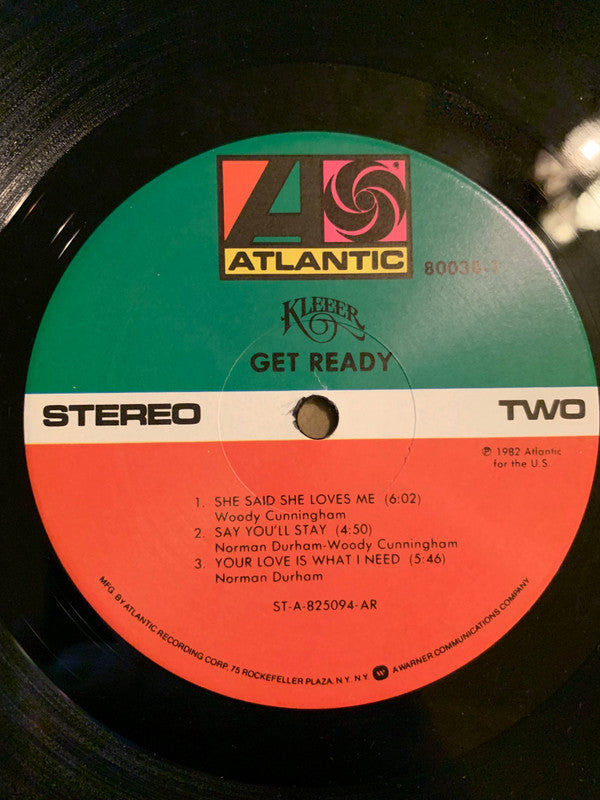 ATLANTIC
KLEEER
GET READY
STEREO
TWO
℗ 1982 Atlantic
for the U.S.
1. SHE SAID SHE LOVES ME (6:02)
Woody Cunningham
2. SAY YOU'LL STAY (4:50)
Norman Durham-Woody Cunningham
3. YOUR LOVE IS WHAT I NEED (5:46)
Norman Durham
ST-A-825094-AR
MFG. BY ATLANTIC RECORDING CORP. 75 ROCKEFELLER PLAZA. N.Y. N.Y. A WARNER COMMUNICATIONS COMPANY